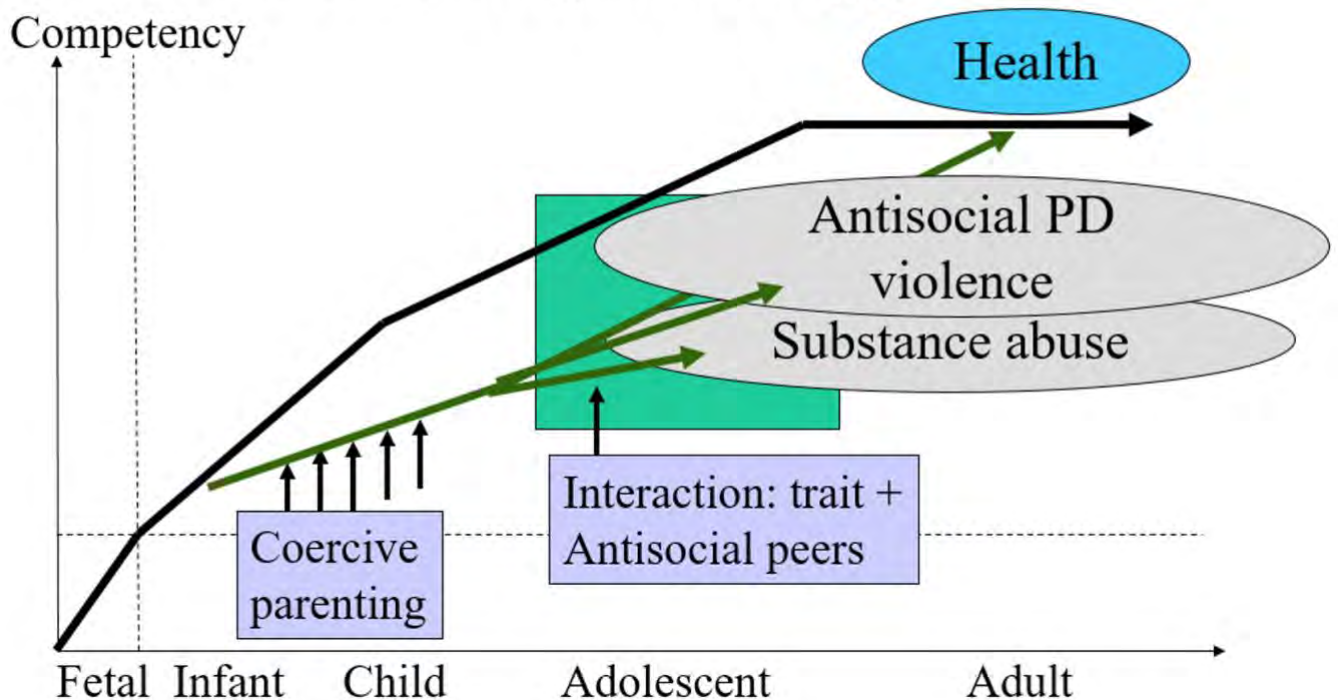 Competency
Health
Antisocial PD
violence
Substance abuse
Interaction: trait +
Antisocial peers
Coercive
parenting
Fetal Infant Child Adolescent Adult